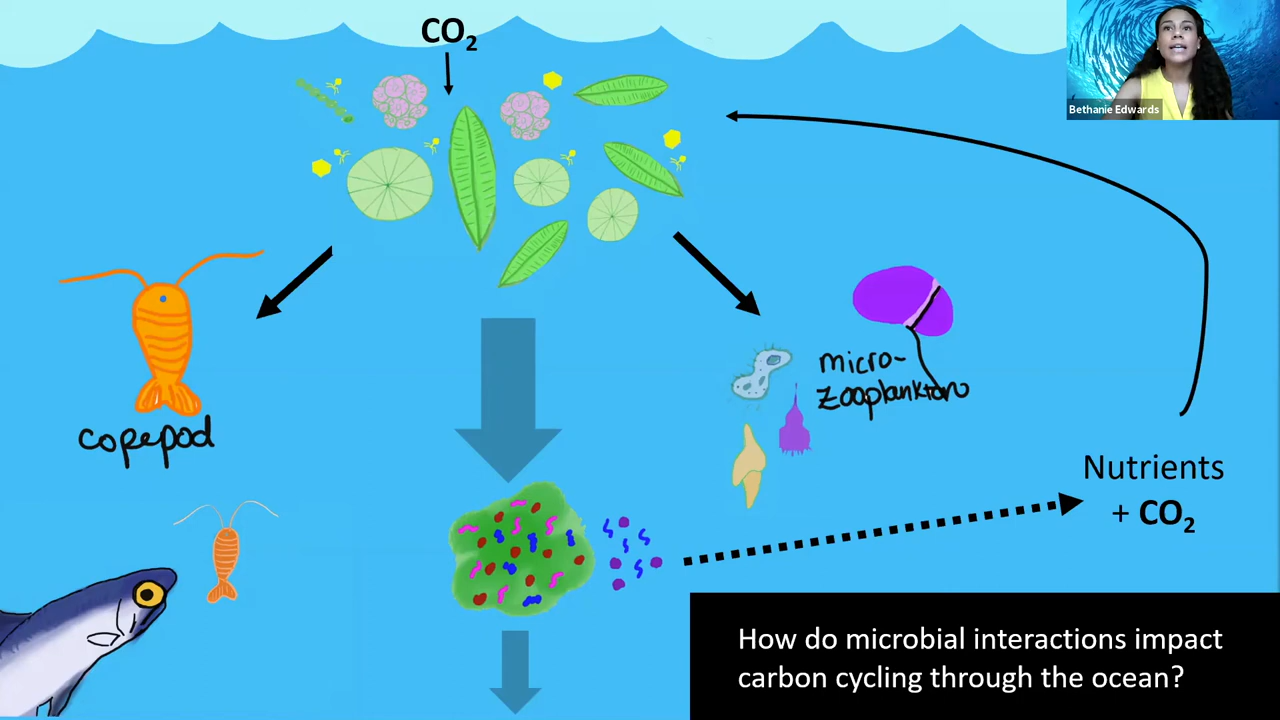 CO₂
Bethanie Edwards
micro-
zooplankton
copepod
Nutrients
+ CO₂
How do microbial interactions impact
carbon cycling through the ocean?